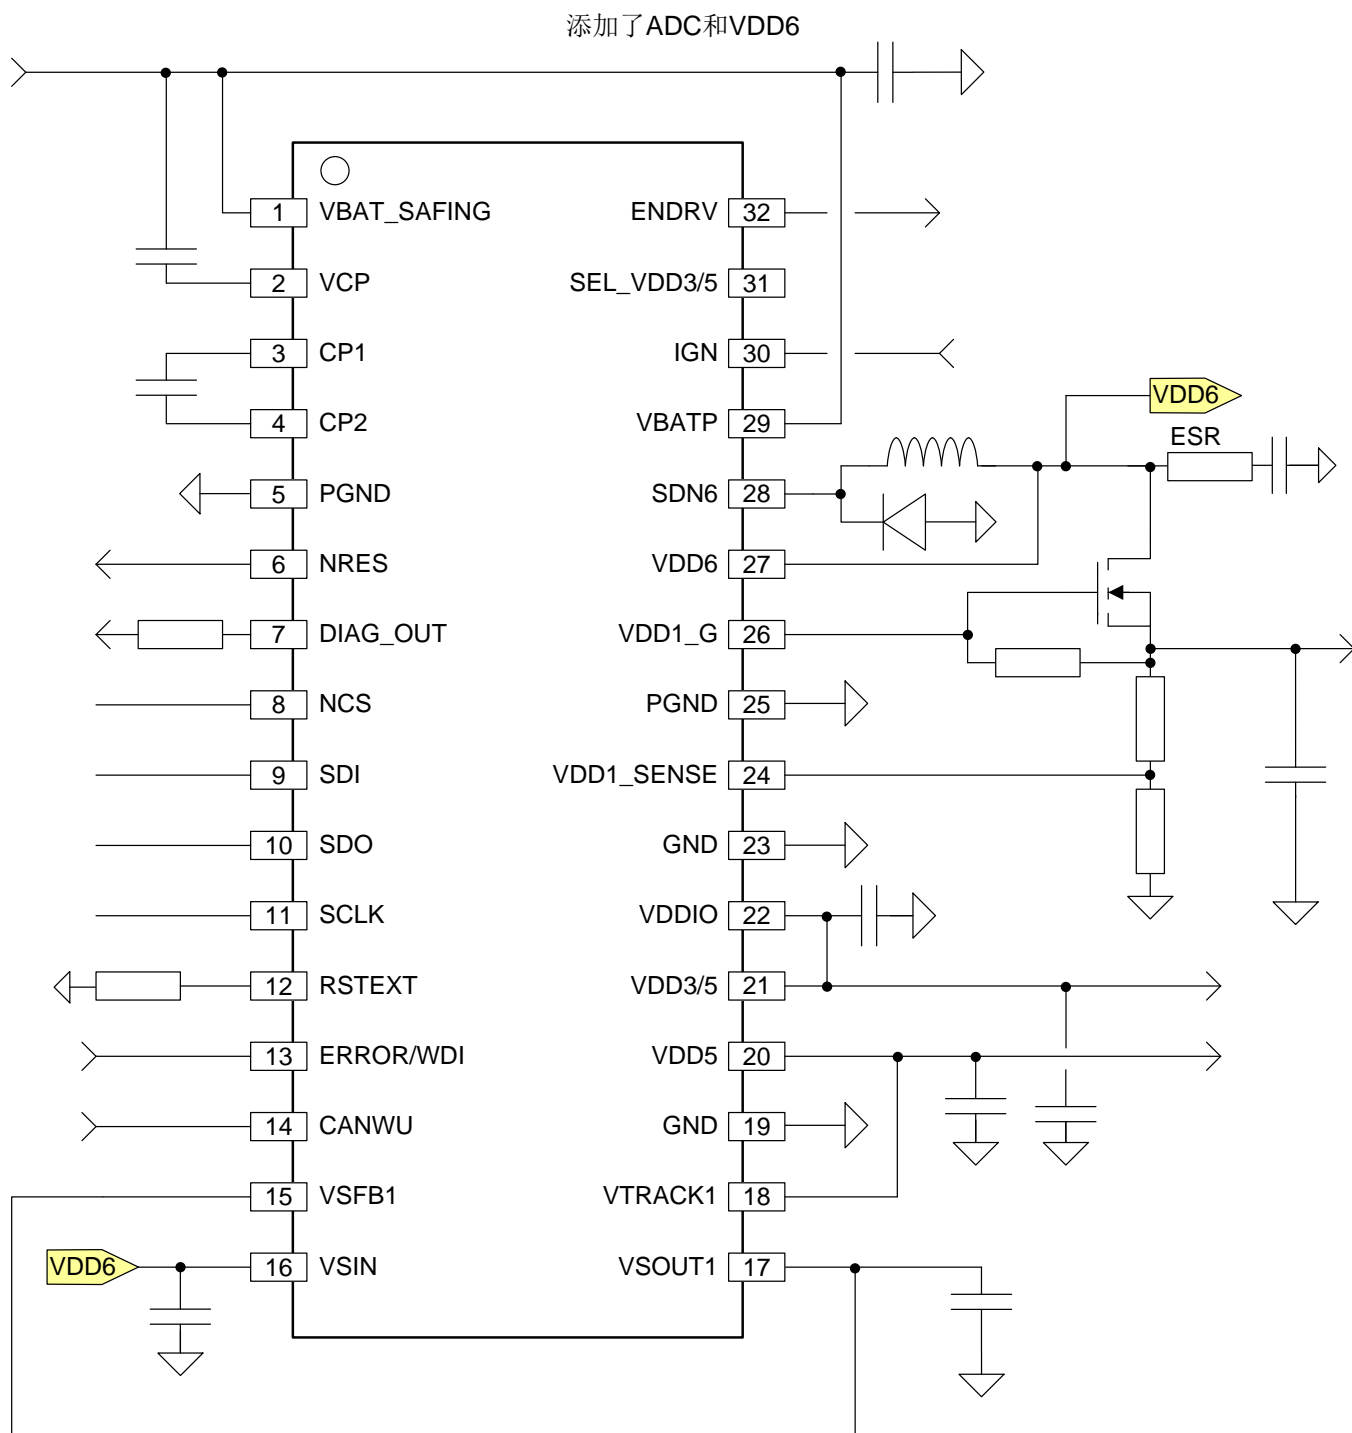 添加了ADC和VDD6
1 VBAT_SAFING
ENDRV 32
2 VCP
SEL_VDD3/5 31
3 CP1
IGN 30
VDD6
4 CP2
VBATP 29
ESR
5 PGND
SDN6 28
6 NRES
VDD6 27
7 DIAG_OUT
VDD1_G 26
8 NCS
PGND 25
9 SDI
VDD1_SENSE 24
10 SDO
GND 23
11 SCLK
VDDIO 22
12 RSTEXT
VDD3/5 21
13 ERROR/WDI
VDD5 20
14 CANWU
GND 19
15 VSFB1
VTRACK1 18
VDD6
16 VSIN
VSOUT1 17